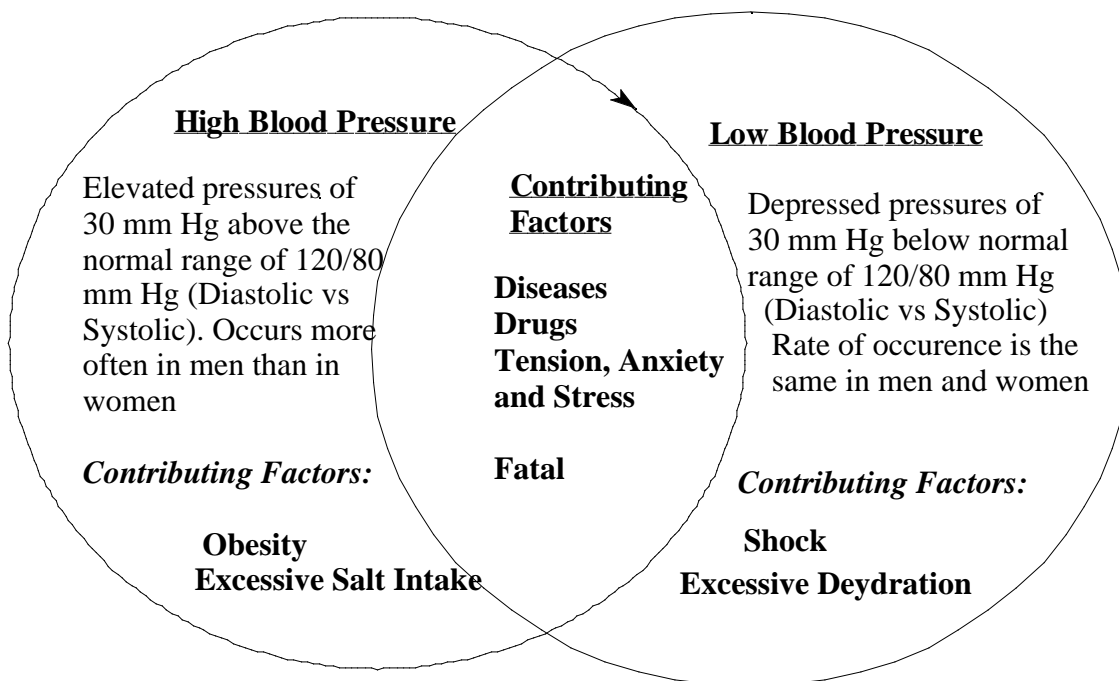 High Blood Pressure
Elevated pressures of
30 mm Hg above the
normal range of 120/80
mm Hg (Diastolic vs
Systolic). Occurs more
often in men than in
women
Contributing Factors:
Obesity
Excessive Salt Intake
Contributing
Factors
Diseases
Drugs
Tension, Anxiety
and Stress
Fatal
Low Blood Pressure
Depressed pressures of
30 mm Hg below normal
range of 120/80 mm Hg
(Diastolic vs Systolic)
Rate of occurence is the
same in men and women
Contributing Factors:
Shock
Excessive Deydration